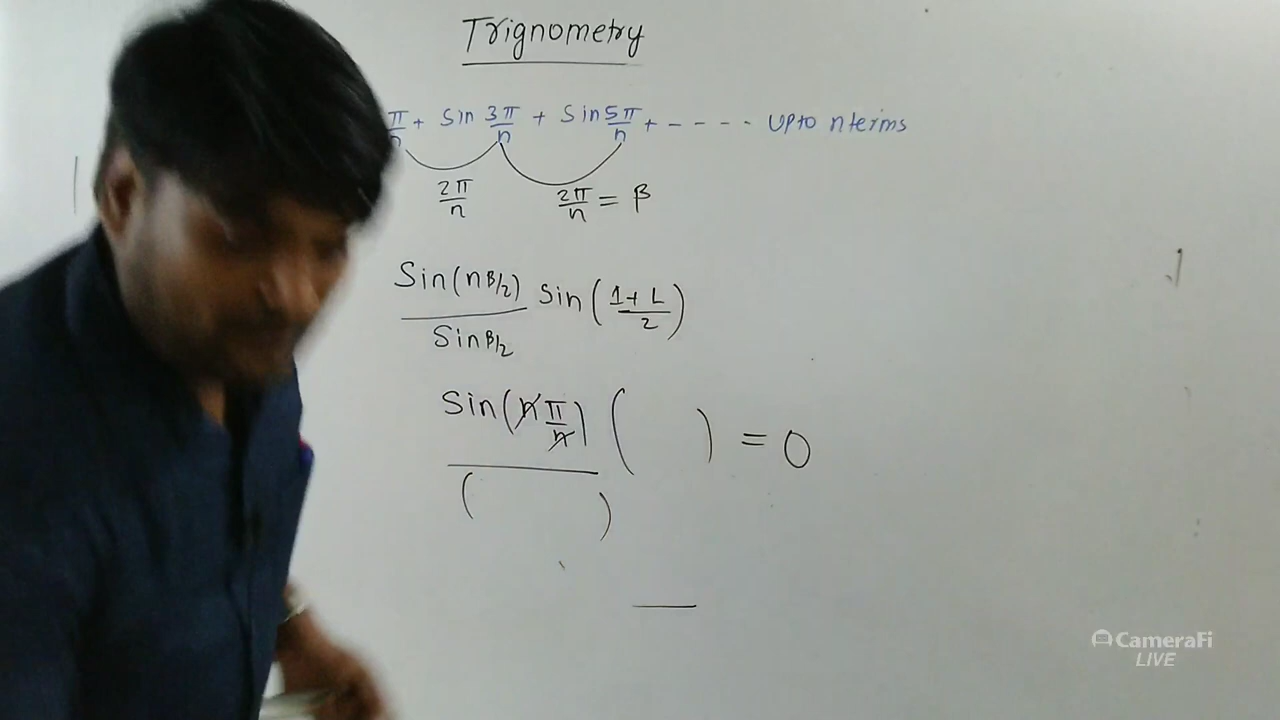 Trignometry
π/n + Sin 3π/n + Sin 5π/n + - - - - upto n terms
2π/n 2π/n = β
Sin(nβ/2) / Sinβ/2 Sin(1+L / 2)
Sin(n π/n) / ( ) ( ) = 0
CameraFi
LIVE